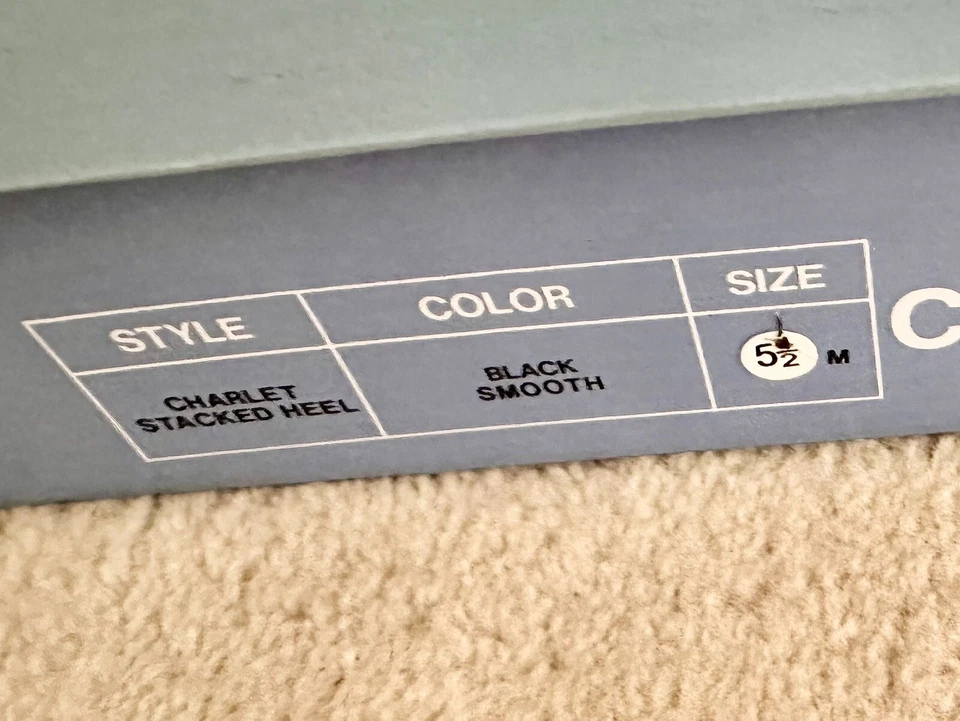 STYLE COLOR SIZE
CHARLET
STACKED HEEL
BLACK
SMOOTH
5½ M
C